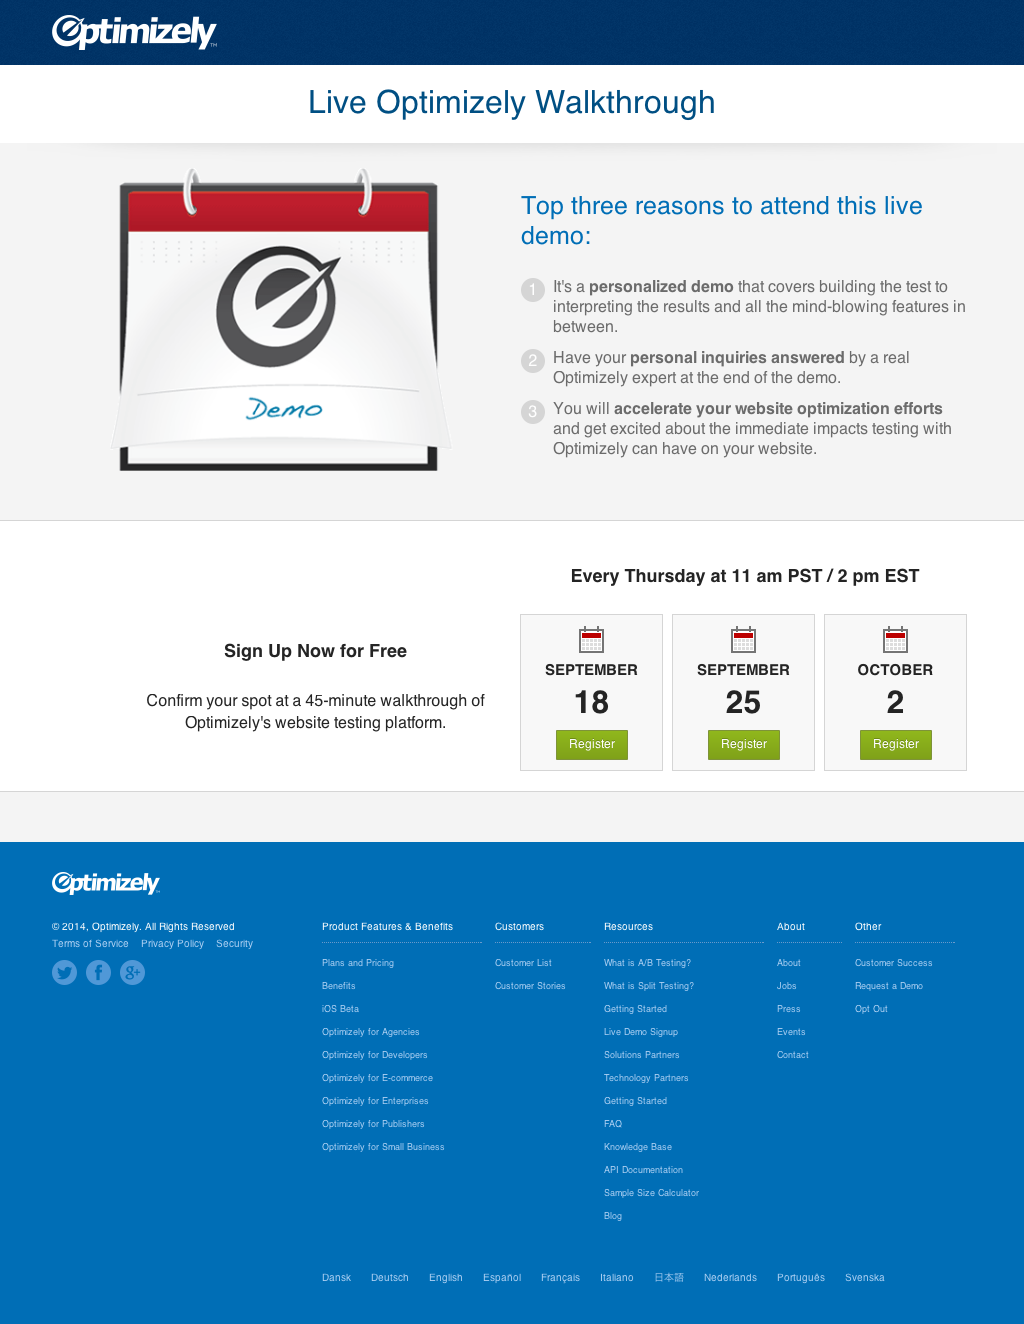 Optimizely™
Live Optimizely Walkthrough
Demo
Top three reasons to attend this live
demo:
1 It's a personalized demo that covers building the test to
interpreting the results and all the mind-blowing features in
between.
2 Have your personal inquiries answered by a real
Optimizely expert at the end of the demo.
3 You will accelerate your website optimization efforts
and get excited about the immediate impacts testing with
Optimizely can have on your website.
Sign Up Now for Free
Confirm your spot at a 45-minute walkthrough of
Optimizely's website testing platform.
Every Thursday at 11 am PST / 2 pm EST
SEPTEMBER
18
Register
SEPTEMBER
25
Register
OCTOBER
2
Register
Optimizely
© 2014, Optimizely. All Rights Reserved
Terms of Service Privacy Policy Security
Product Features & Benefits
Plans and Pricing
Benefits
iOS Beta
Optimizely for Agencies
Optimizely for Developers
Optimizely for E-commerce
Optimizely for Enterprises
Optimizely for Publishers
Optimizely for Small Business
Customers
Customer List
Customer Stories
Resources
What is A/B Testing?
What is Split Testing?
Getting Started
Live Demo Signup
Solutions Partners
Technology Partners
Getting Started
FAQ
Knowledge Base
API Documentation
Sample Size Calculator
Blog
About
About
Jobs
Press
Events
Contact
Other
Customer Success
Request a Demo
Opt Out
Dansk Deutsch English Español Français Italiano 日本語 Nederlands Português Svenska